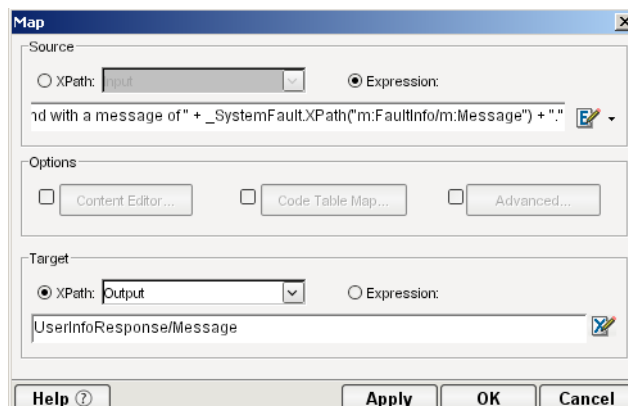 Map
Source
XPath: Input Expression:
nd with a message of" + _SystemFault.XPath("m:FaultInfo/m:Message") + "."
Options
Content Editor... Code Table Map... Advanced...
Target
XPath: Output Expression:
UserInfoResponse/Message
Help ? Apply OK Cancel